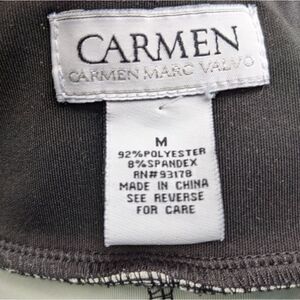 CARMEN
CARMEN MARC VALVO
M
92%POLYESTER
8%SPANDEX
RN#93178
MADE IN CHINA
SEE REVERSE
FOR CARE